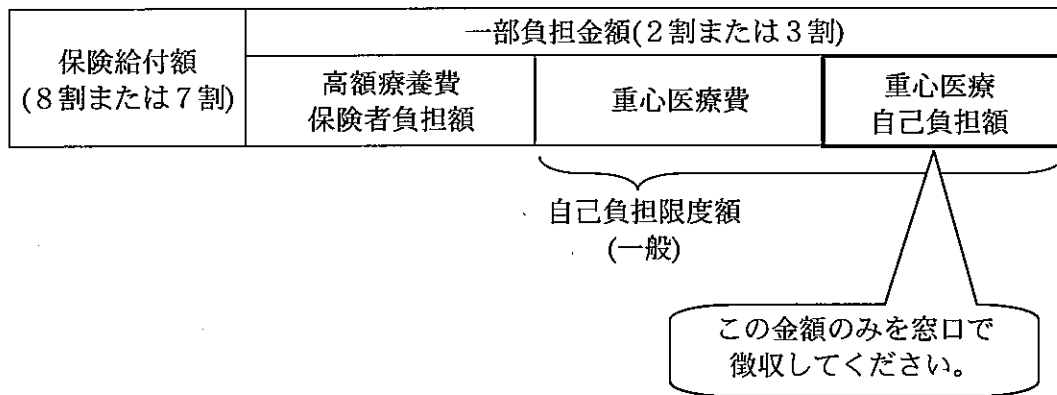 保険給付額
(8割または7割)
一部負担金額(2割または3割)
高額療養費
保険者負担額
重心医療費
重心医療
自己負担額
自己負担限度額
(一般)
この金額のみを窓口で
徴収してください。